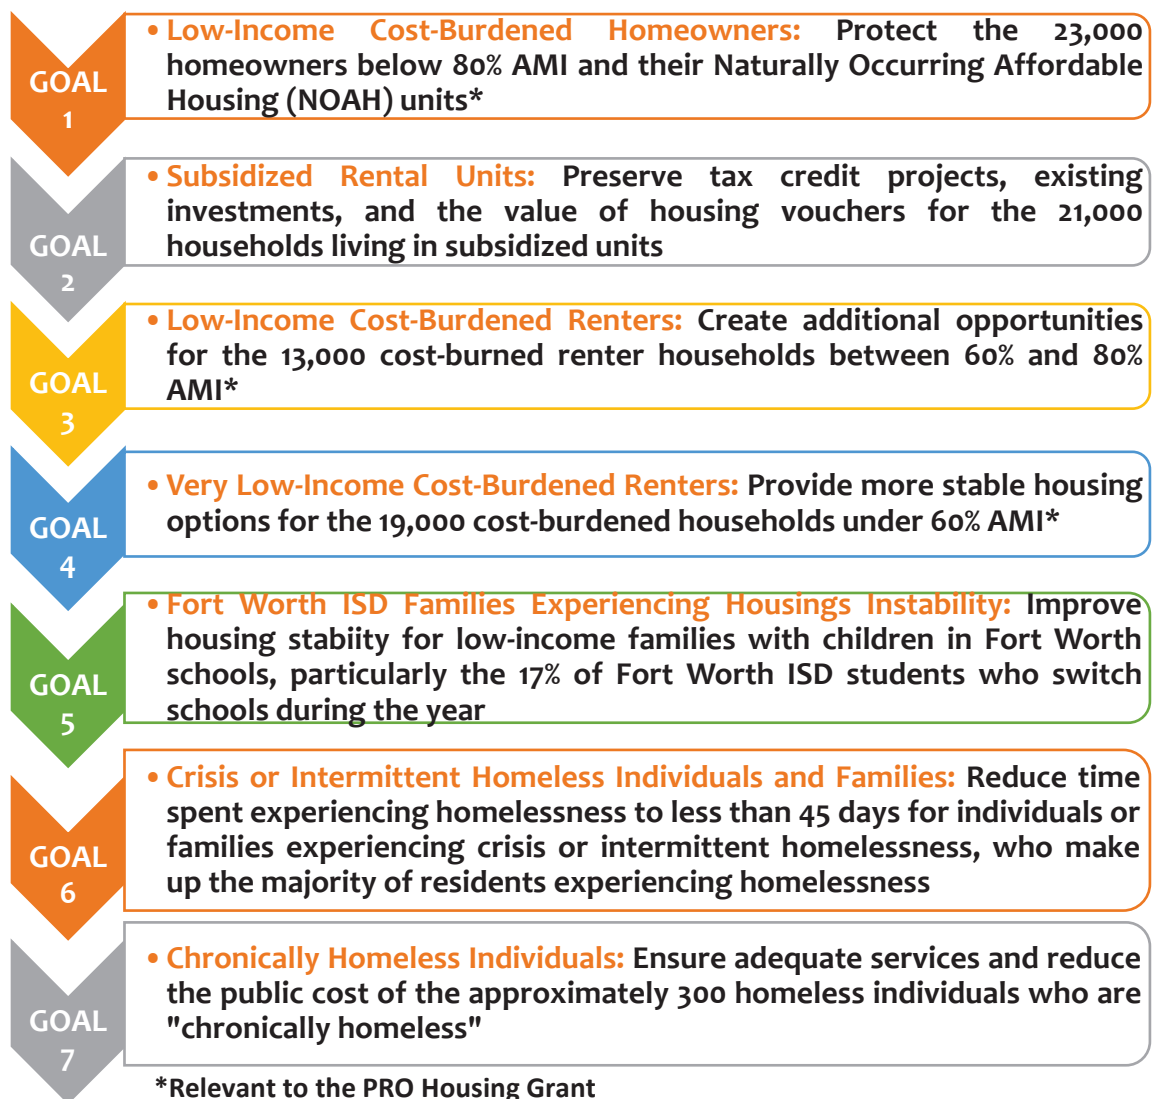 GOAL
1
• Low-Income Cost-Burdened Homeowners: Protect the 23,000
homeowners below 80% AMI and their Naturally Occurring Affordable
Housing (NOAH) units*
GOAL
2
• Subsidized Rental Units: Preserve tax credit projects, existing
investments, and the value of housing vouchers for the 21,000
households living in subsidized units
GOAL
3
• Low-Income Cost-Burdened Renters: Create additional opportunities
for the 13,000 cost-burned renter households between 60% and 80%
AMI*
GOAL
4
• Very Low-Income Cost-Burdened Renters: Provide more stable housing
options for the 19,000 cost-burdened households under 60% AMI*
GOAL
5
• Fort Worth ISD Families Experiencing Housings Instability: Improve
housing stabiity for low-income families with children in Fort Worth
schools, particularly the 17% of Fort Worth ISD students who switch
schools during the year
GOAL
6
• Crisis or Intermittent Homeless Individuals and Families: Reduce time
spent experiencing homelessness to less than 45 days for individuals or
families experiencing crisis or intermittent homelessness, who make
up the majority of residents experiencing homelessness
GOAL
7
• Chronically Homeless Individuals: Ensure adequate services and reduce
the public cost of the approximately 300 homeless individuals who are
"chronically homeless"
*Relevant to the PRO Housing Grant